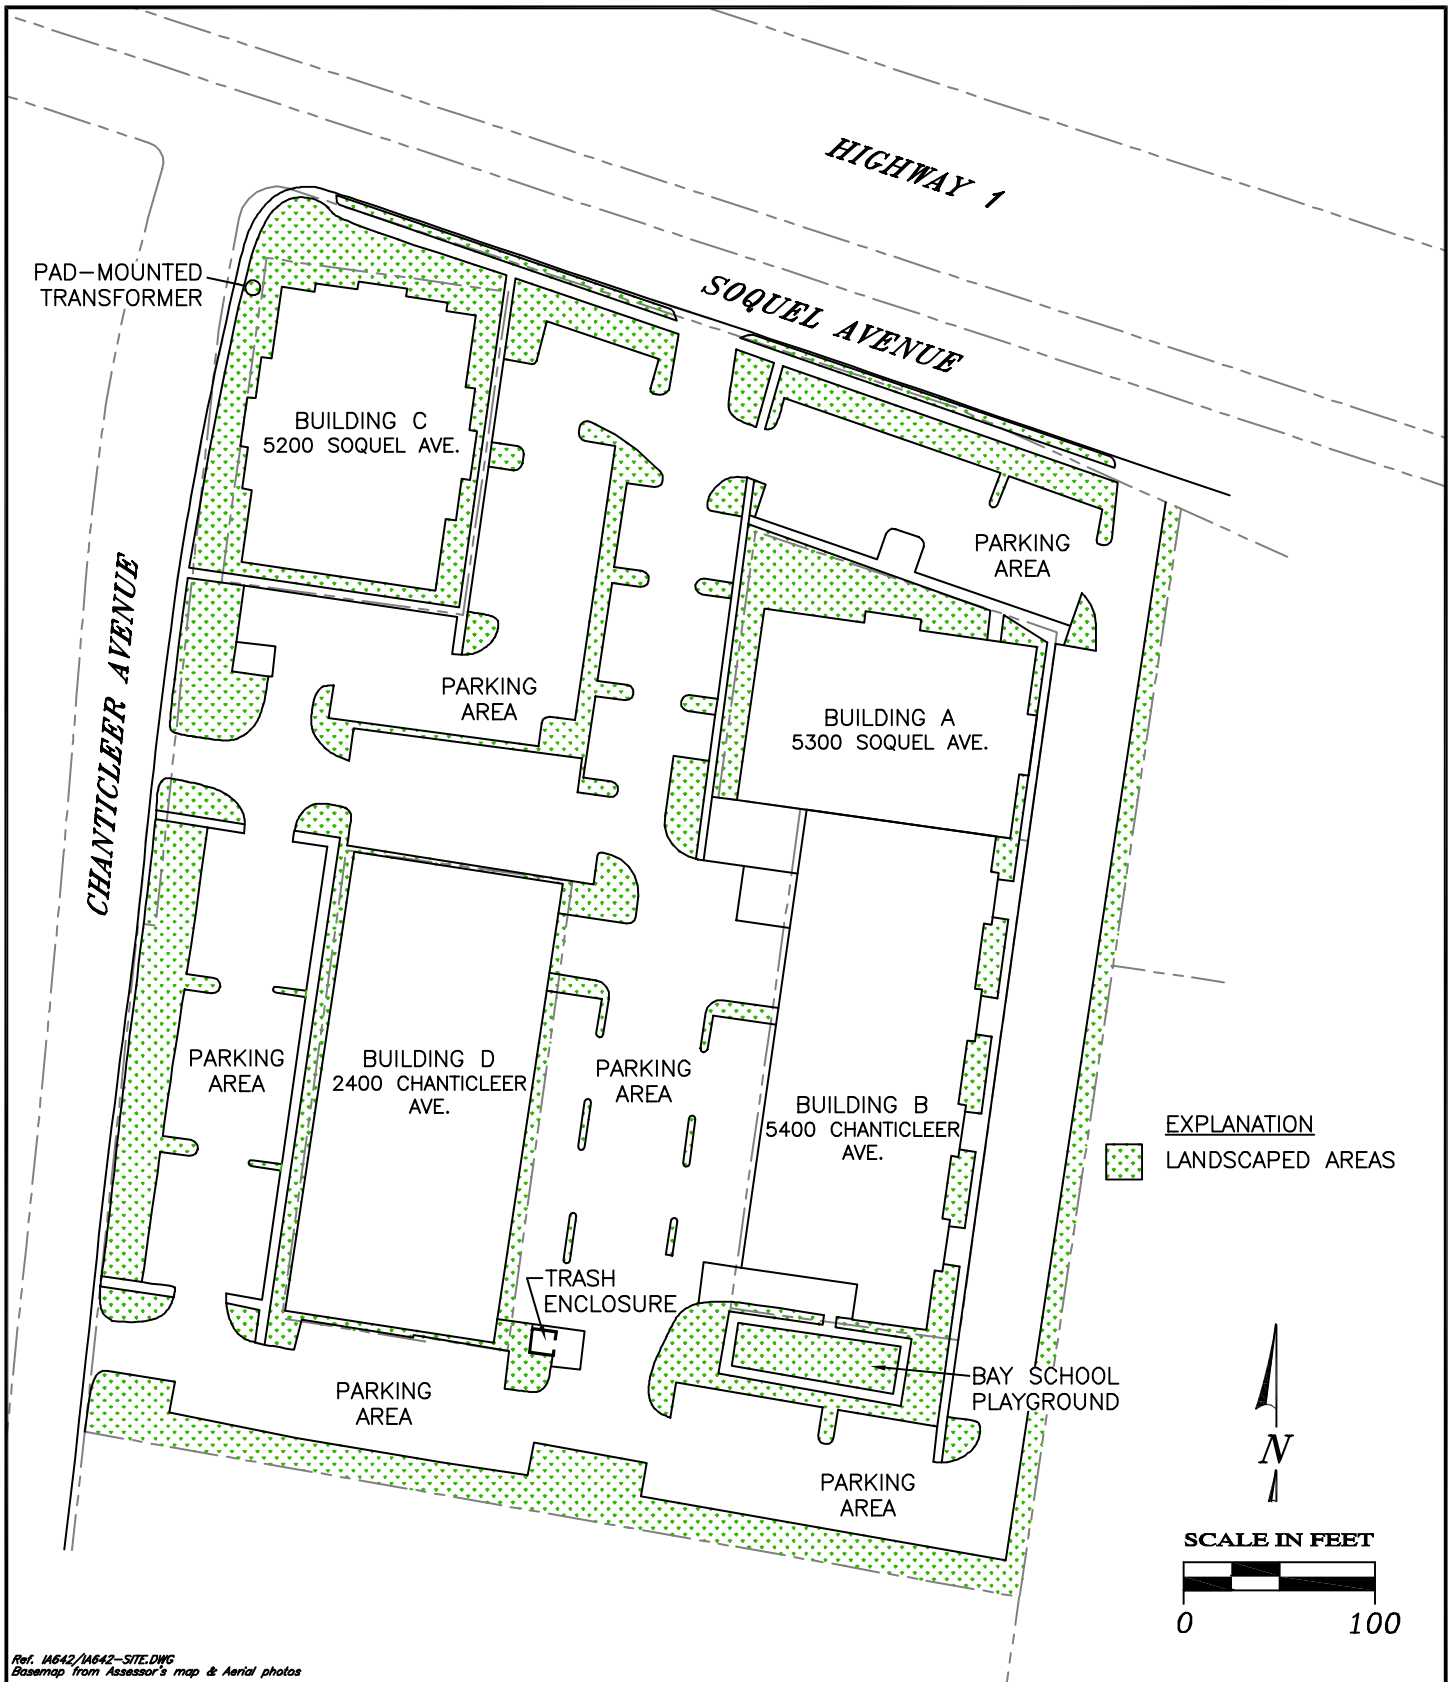 HIGHWAY 1
SOQUEL AVENUE
PAD-MOUNTED
TRANSFORMER
BUILDING C
5200 SOQUEL AVE.
CHANTICLEER AVENUE
PARKING
AREA
PARKING
AREA
BUILDING A
5300 SOQUEL AVE.
PARKING
AREA
BUILDING D
2400 CHANTICLEER
AVE.
PARKING
AREA
BUILDING B
5400 CHANTICLEER
AVE.
EXPLANATION
LANDSCAPED AREAS
TRASH
ENCLOSURE
BAY SCHOOL
PLAYGROUND
PARKING
AREA
PARKING
AREA
N
SCALE IN FEET
0 100
Ref. IA642/IA642-SITE.DWG
Basemap from Assessor's map & Aerial photos